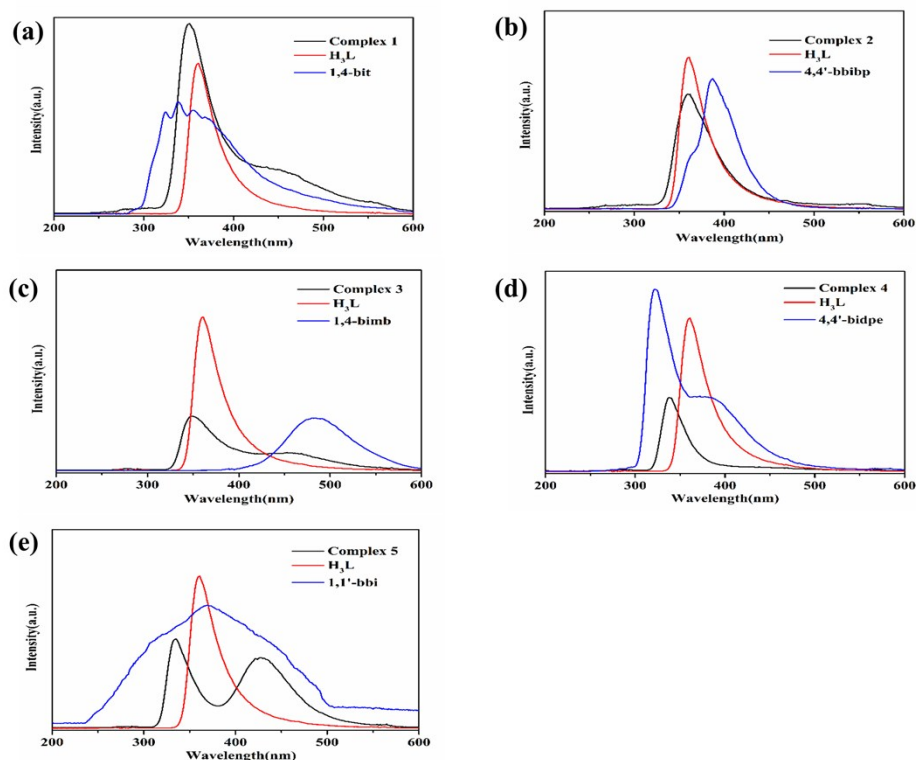 (a)
Complex 1
H₃L
1,4-bit
Intensity(a.u.)
200 300 400 500 600
Wavelength(nm)
(b)
Complex 2
H₃L
4,4'-bbibp
Intensity(a.u.)
200 300 400 500 600
Wavelength(nm)
(c)
Complex 3
H₃L
1,4-bimb
Intensity(a.u.)
200 300 400 500 600
Wavelength(nm)
(d)
Complex 4
H₃L
4,4'-bidpe
Intensity(a.u.)
200 300 400 500 600
Wavelength(nm)
(e)
Complex 5
H₃L
1,1'-bbi
Intensity(a.u.)
200 300 400 500 600
Wavelength(nm)